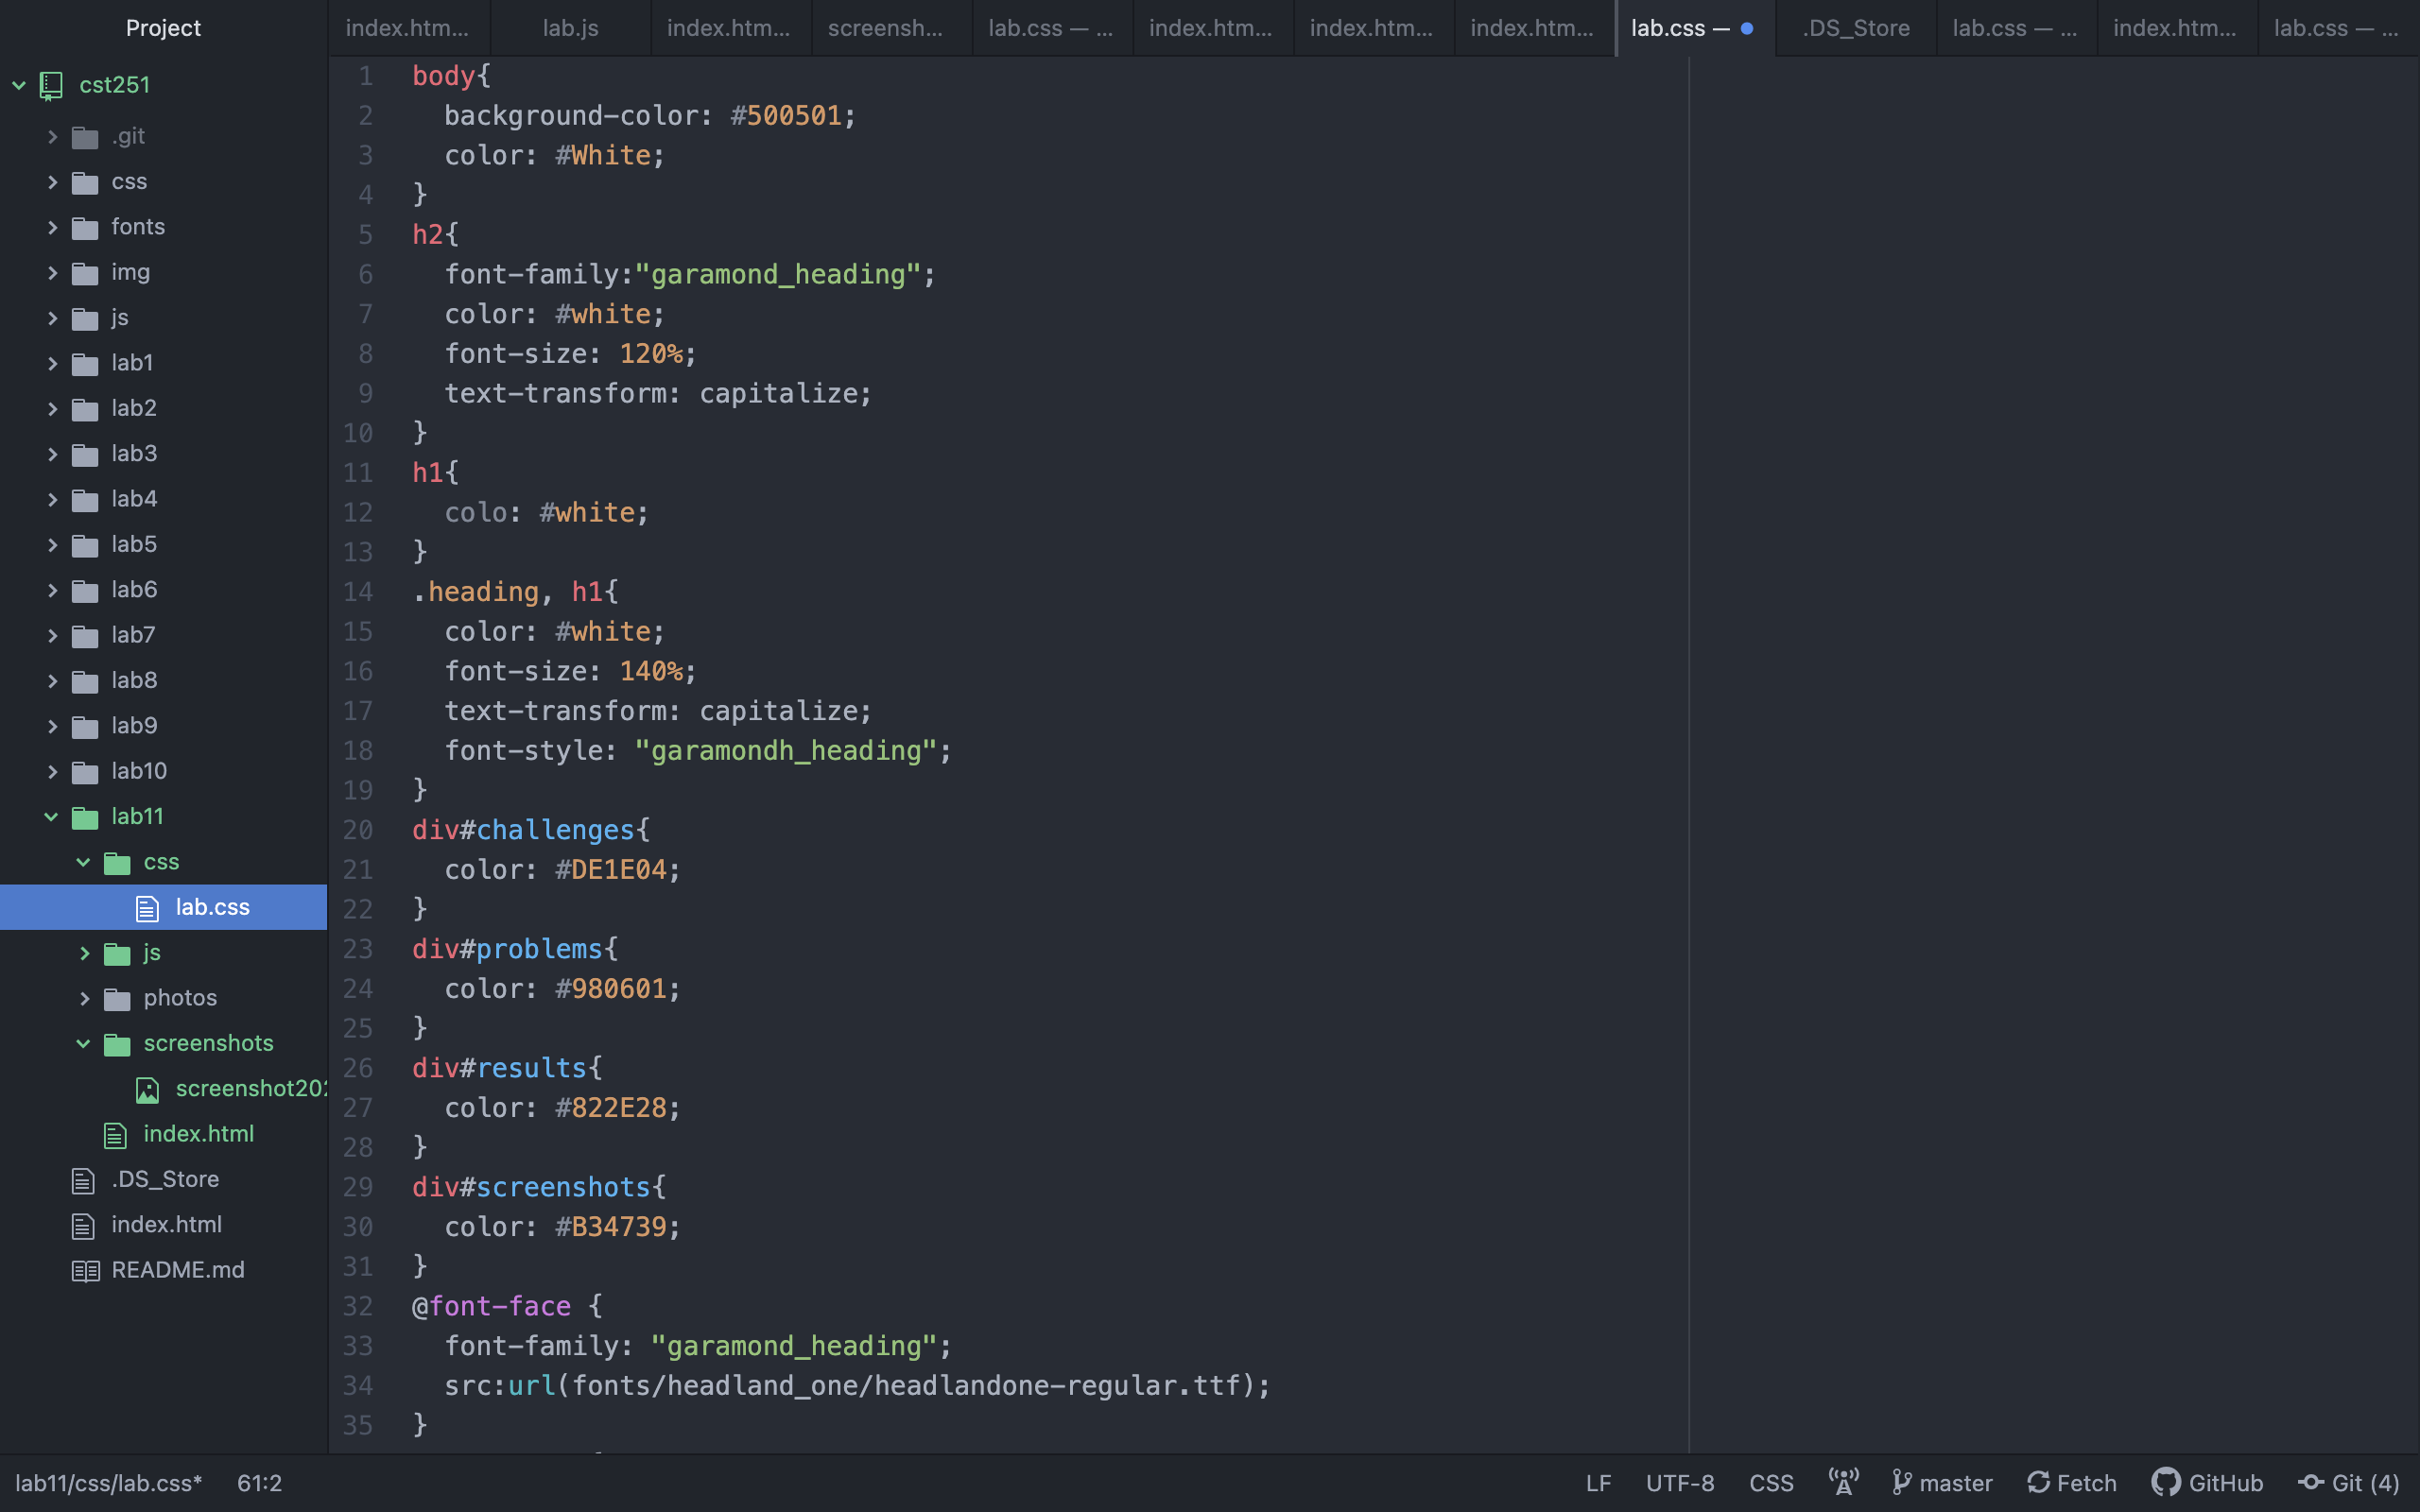 Project
index.htm...
lab.js
index.htm...
screensh...
lab.css — ...
index.htm...
index.htm...
index.htm...
lab.css —
.DS_Store
lab.css — ...
index.htm...
lab.css — ...
cst251
.git
css
fonts
img
js
lab1
lab2
lab3
lab4
lab5
lab6
lab7
lab8
lab9
lab10
lab11
css
lab.css
js
photos
screenshots
screenshot202
index.html
.DS_Store
index.html
README.md
1 body{
2   background-color: #500501;
3   color: #White;
4 }
5 h2{
6   font-family:"garamond_heading";
7   color: #white;
8   font-size: 120%;
9   text-transform: capitalize;
10 }
11 h1{
12   colo: #white;
13 }
14 .heading, h1{
15   color: #white;
16   font-size: 140%;
17   text-transform: capitalize;
18   font-style: "garamondh_heading";
19 }
20 div#challenges{
21   color: #DE1E04;
22 }
23 div#problems{
24   color: #980601;
25 }
26 div#results{
27   color: #822E28;
28 }
29 div#screenshots{
30   color: #B34739;
31 }
32 @font-face {
33   font-family: "garamond_heading";
34   src:url(fonts/headland_one/headlandone-regular.ttf);
35 }
lab11/css/lab.css* 61:2 LF UTF-8 CSS master Fetch GitHub Git (4)